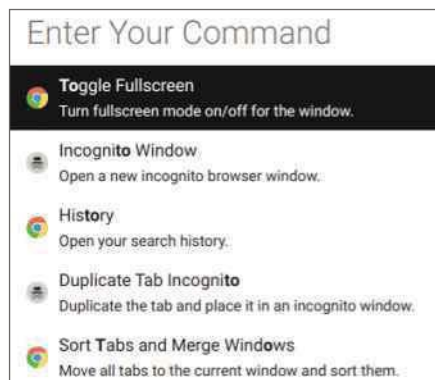 Enter Your Command
Toggle Fullscreen
Turn fullscreen mode on/off for the window.
Incognito Window
Open a new incognito browser window.
History
Open your search history.
Duplicate Tab Incognito
Duplicate the tab and place it in an incognito window.
Sort Tabs and Merge Windows
Move all tabs to the current window and sort them.